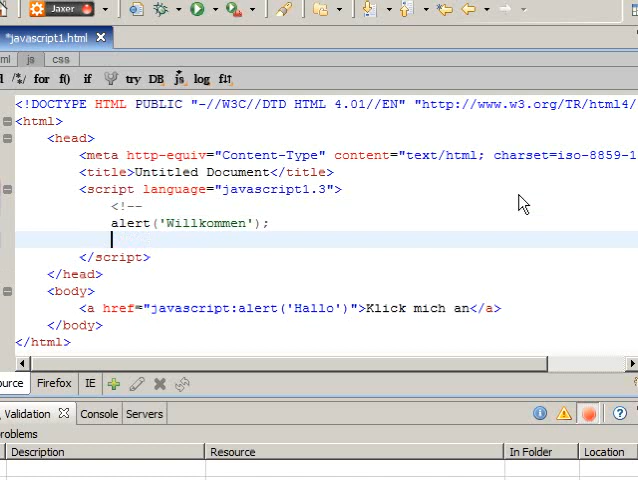 Jaxer
*javascript1.html
ml js css
/*/ for f() if try DB js log f
<!DOCTYPE HTML PUBLIC "-//W3C//DTD HTML 4.01//EN" "http://www.w3.org/TR/html4/
<html>
<head>
<meta http-equiv="Content-Type" content="text/html; charset=iso-8859-1
<title>Untitled Document</title>
<script language="javascript1.3">
<!--
alert('Willkommen');
</script>
</head>
<body>
<a href="javascript:alert('Hallo')">Klick mich an</a>
</body>
</html>
ource Firefox IE
Validation Console Servers
roblems
Description Resource In Folder Location